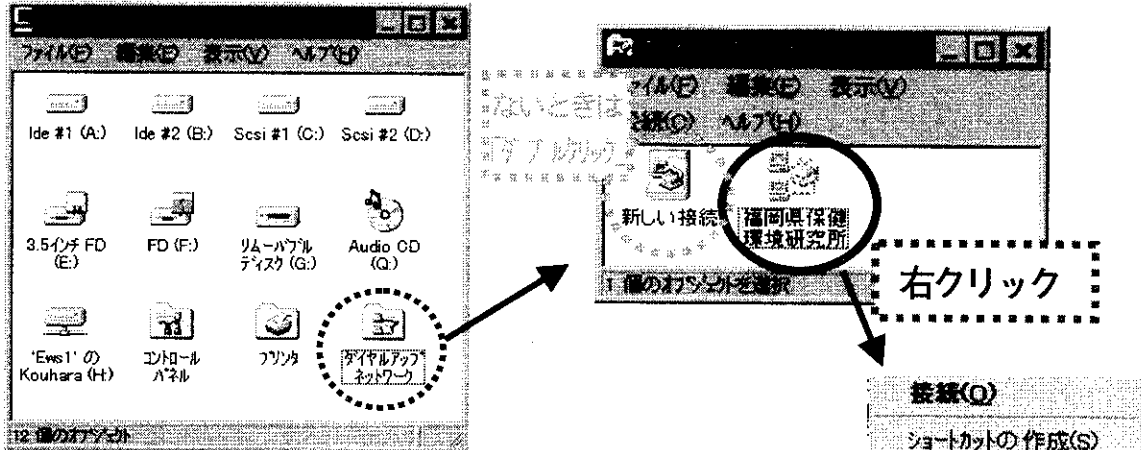 ファイル(F) 編集(E) 表示(V) ヘルプ(H)
Ide #1 (A:) Ide #2 (B:) Scsi #1 (C:) Scsi #2 (D:)
3.5インチ FD (E:) FD (F:) リムーバブル ディスク (G:) Audio CD (Q:)
'Ews1' の Kouhara (H:) コントロール パネル プリンタ ダイヤルアップ ネットワーク
12 個のオブジェクト
ないときは
ダブルクリック
ファイル(F) 編集(E) 表示(V)
接続(C) ヘルプ(H)
新しい接続 福岡県保健 環境研究所
1 個のオブジェクトを選択
右クリック
接続(O)
ショートカットの作成(S)